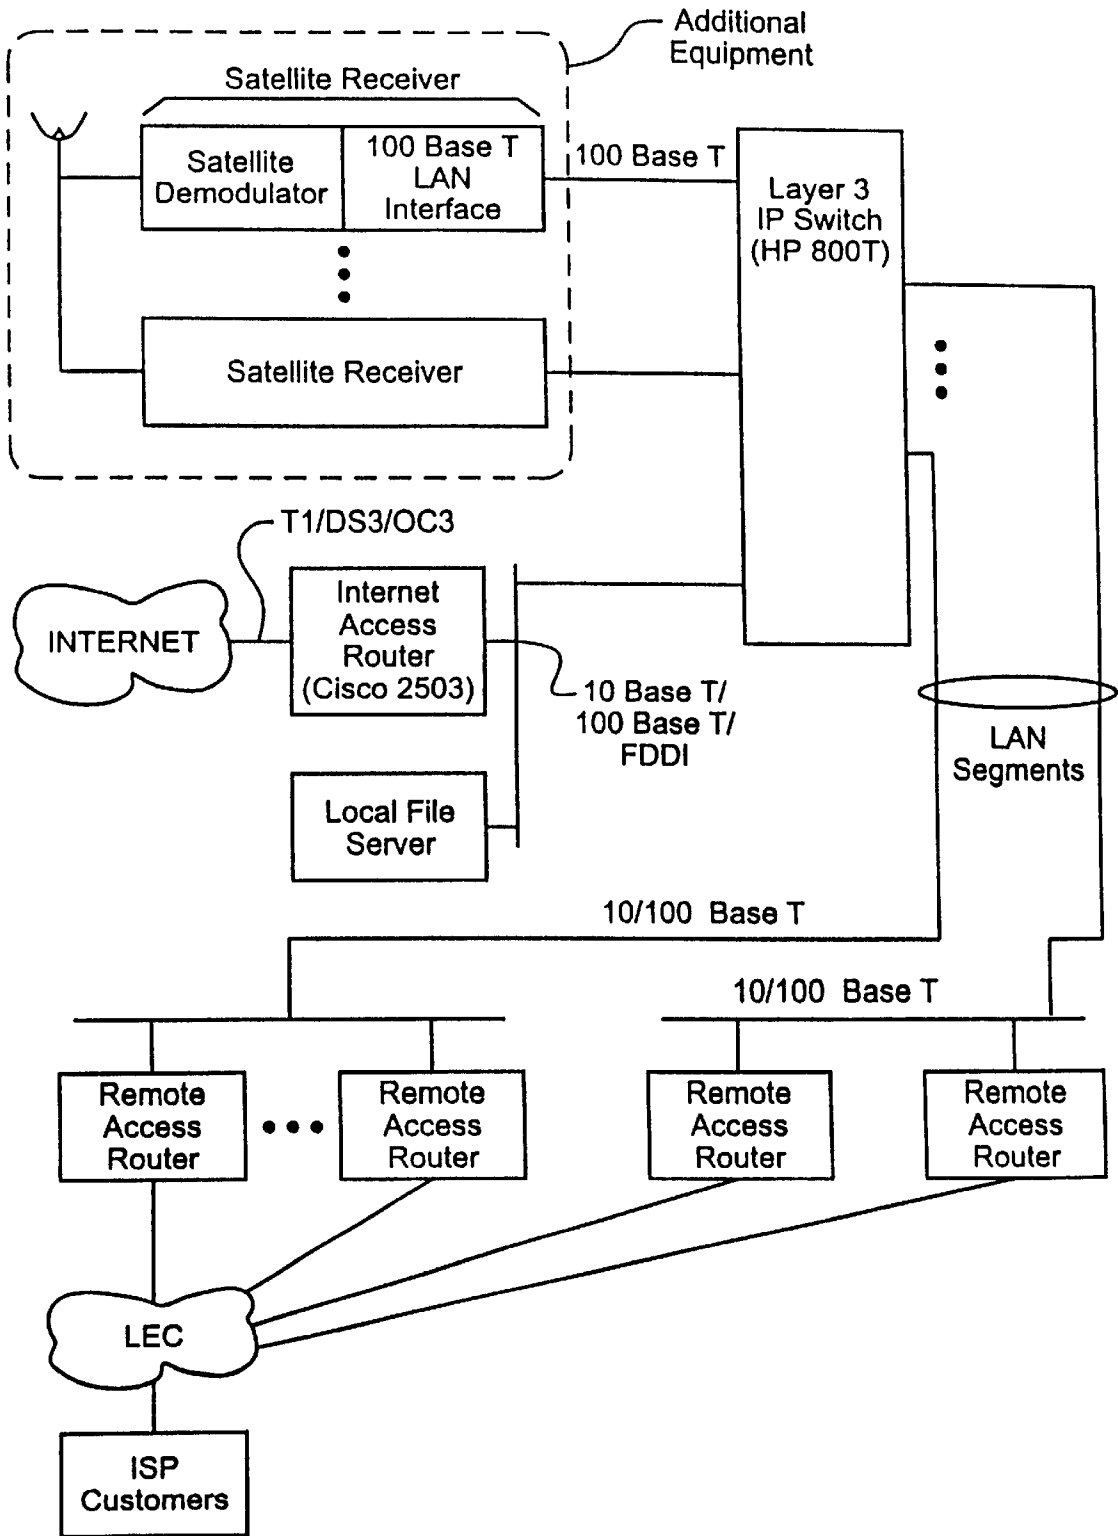 Additional
Equipment
Satellite Receiver
Satellite
Demodulator
100 Base T
LAN
Interface
100 Base T
Layer 3
IP Switch
(HP 800T)
Satellite Receiver
T1/DS3/OC3
INTERNET
Internet
Access
Router
(Cisco 2503)
10 Base T/
100 Base T/
FDDI
LAN
Segments
Local File
Server
10/100 Base T
10/100 Base T
Remote
Access
Router
Remote
Access
Router
Remote
Access
Router
Remote
Access
Router
LEC
ISP
Customers